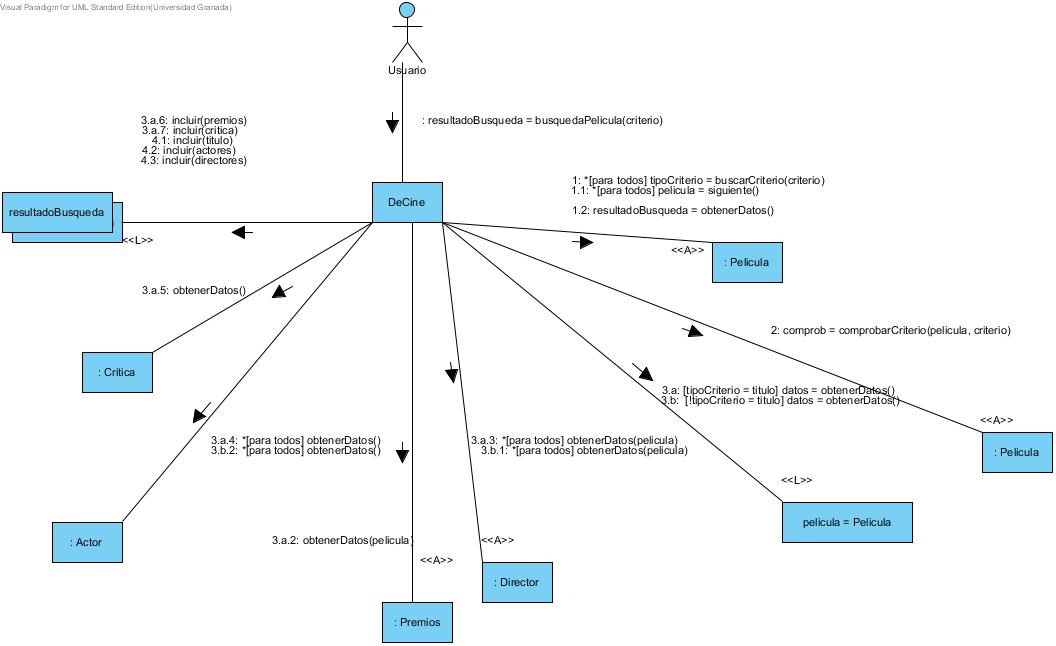 Visual Paradigm for UML Standard Edition(Universidad Granada)
Usuario
: resultadoBusqueda = busquedaPelicula(criterio)
3.a.6: incluir(premios)
3.a.7: incluir(critica)
4.1: incluir(titulo)
4.2: incluir(actores)
4.3: incluir(directores)
1: *[para todos] tipoCriterio = buscarCriterio(criterio)
1.1: *[para todos] pelicula = siguiente()
1.2: resultadoBusqueda = obtenerDatos()
resultadoBusqueda
DeCine
<<L>>
<<A>>
: Pelicula
3.a.5: obtenerDatos()
2: comprob = comprobarCriterio(pelicula, criterio)
: Critica
3.a: [tipoCriterio = titulo] datos = obtenerDatos()
3.b: [!tipoCriterio = titulo] datos = obtenerDatos()
<<A>>
: Pelicula
3.a.4: *[para todos] obtenerDatos()
3.b.2: *[para todos] obtenerDatos()
3.a.3: *[para todos] obtenerDatos(pelicula)
3.b.1: *[para todos] obtenerDatos(pelicula)
<<L>>
pelicula = Pelicula
: Actor
3.a.2: obtenerDatos(pelicula)
<<A>>
<<A>>
: Director
: Premios